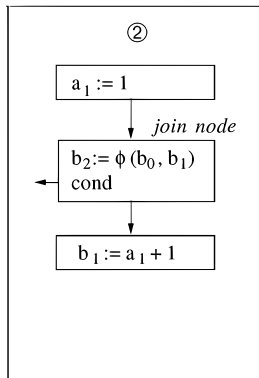 ②
a₁ := 1
join node
b₂:= ϕ (b₀, b₁)
cond
b₁ := a₁ + 1